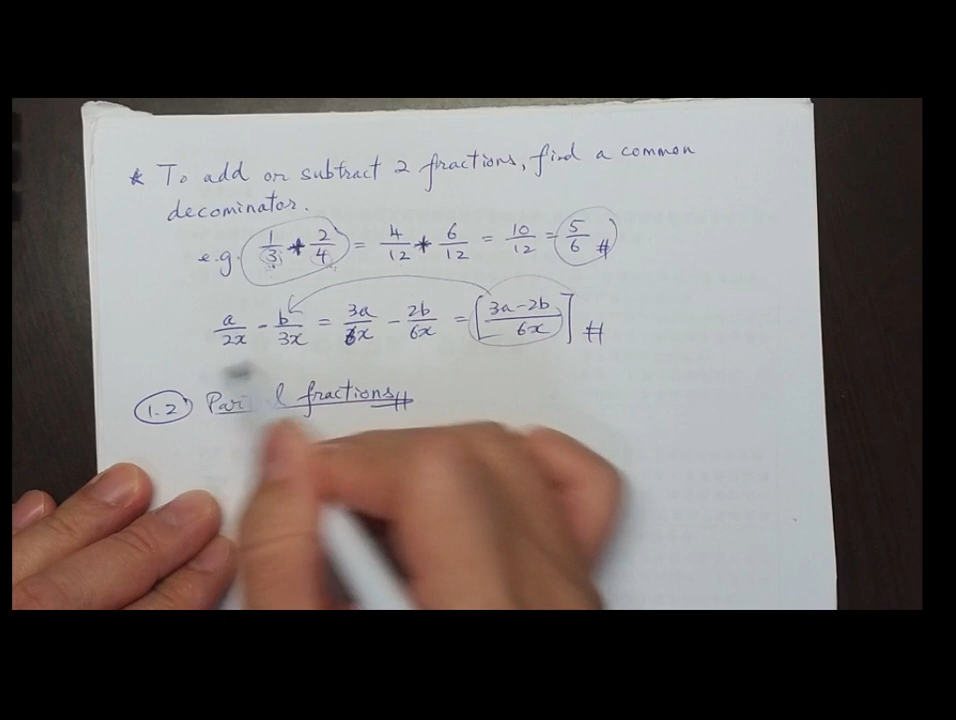 * To add or subtract 2 fractions, find a common
decominator.
e.g. 1/3 + 2/4 = 4/12 + 6/12 = 10/12 = 5/6 #
a/2x - b/3x = 3a/6x - 2b/6x = [3a-2b/6x] #
1.2 fractions #